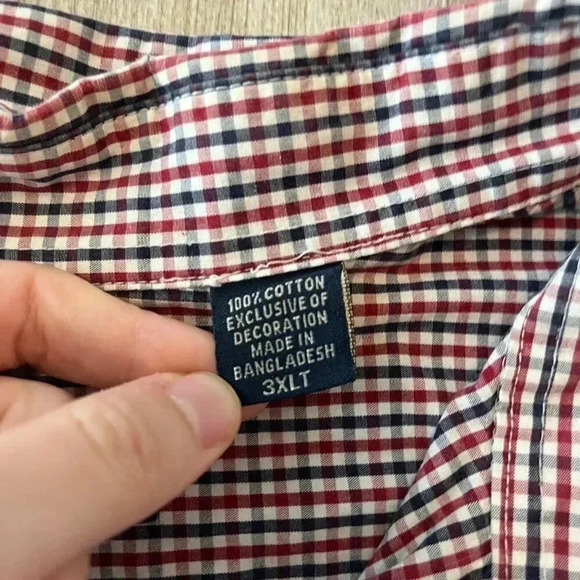 100% COTTON
EXCLUSIVE OF
DECORATION
MADE IN
BANGLADESH
3XLT